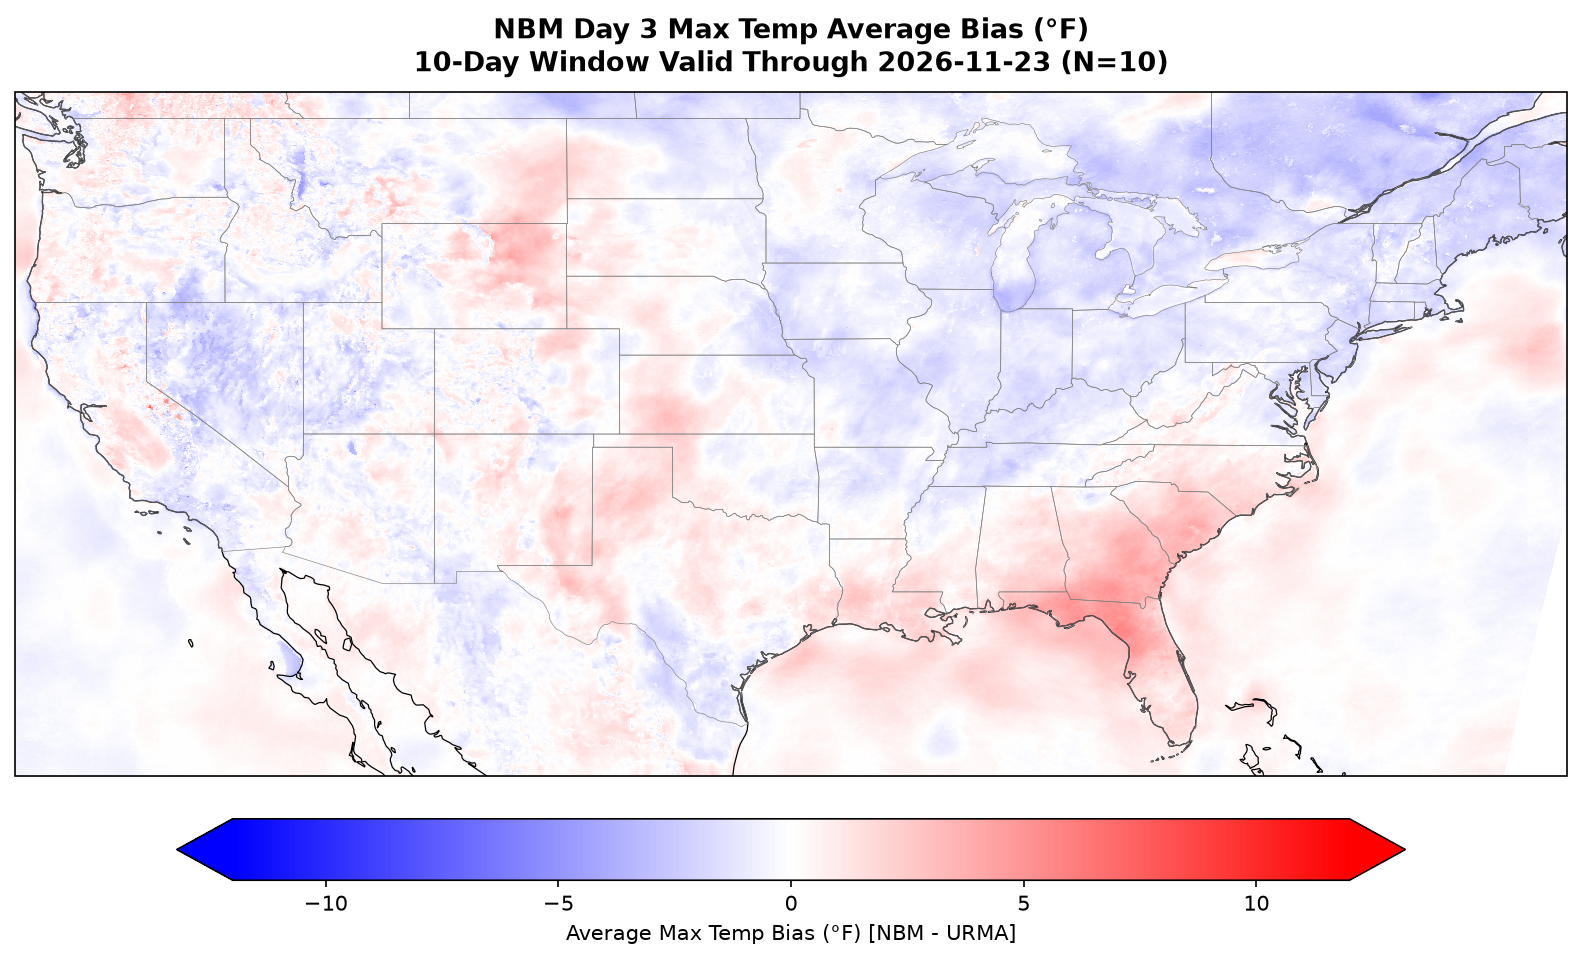 NBM Day 3 Max Temp Average Bias (°F)
10-Day Window Valid Through 2026-11-23 (N=10)
−10 −5 0 5 10
Average Max Temp Bias (°F) [NBM - URMA]